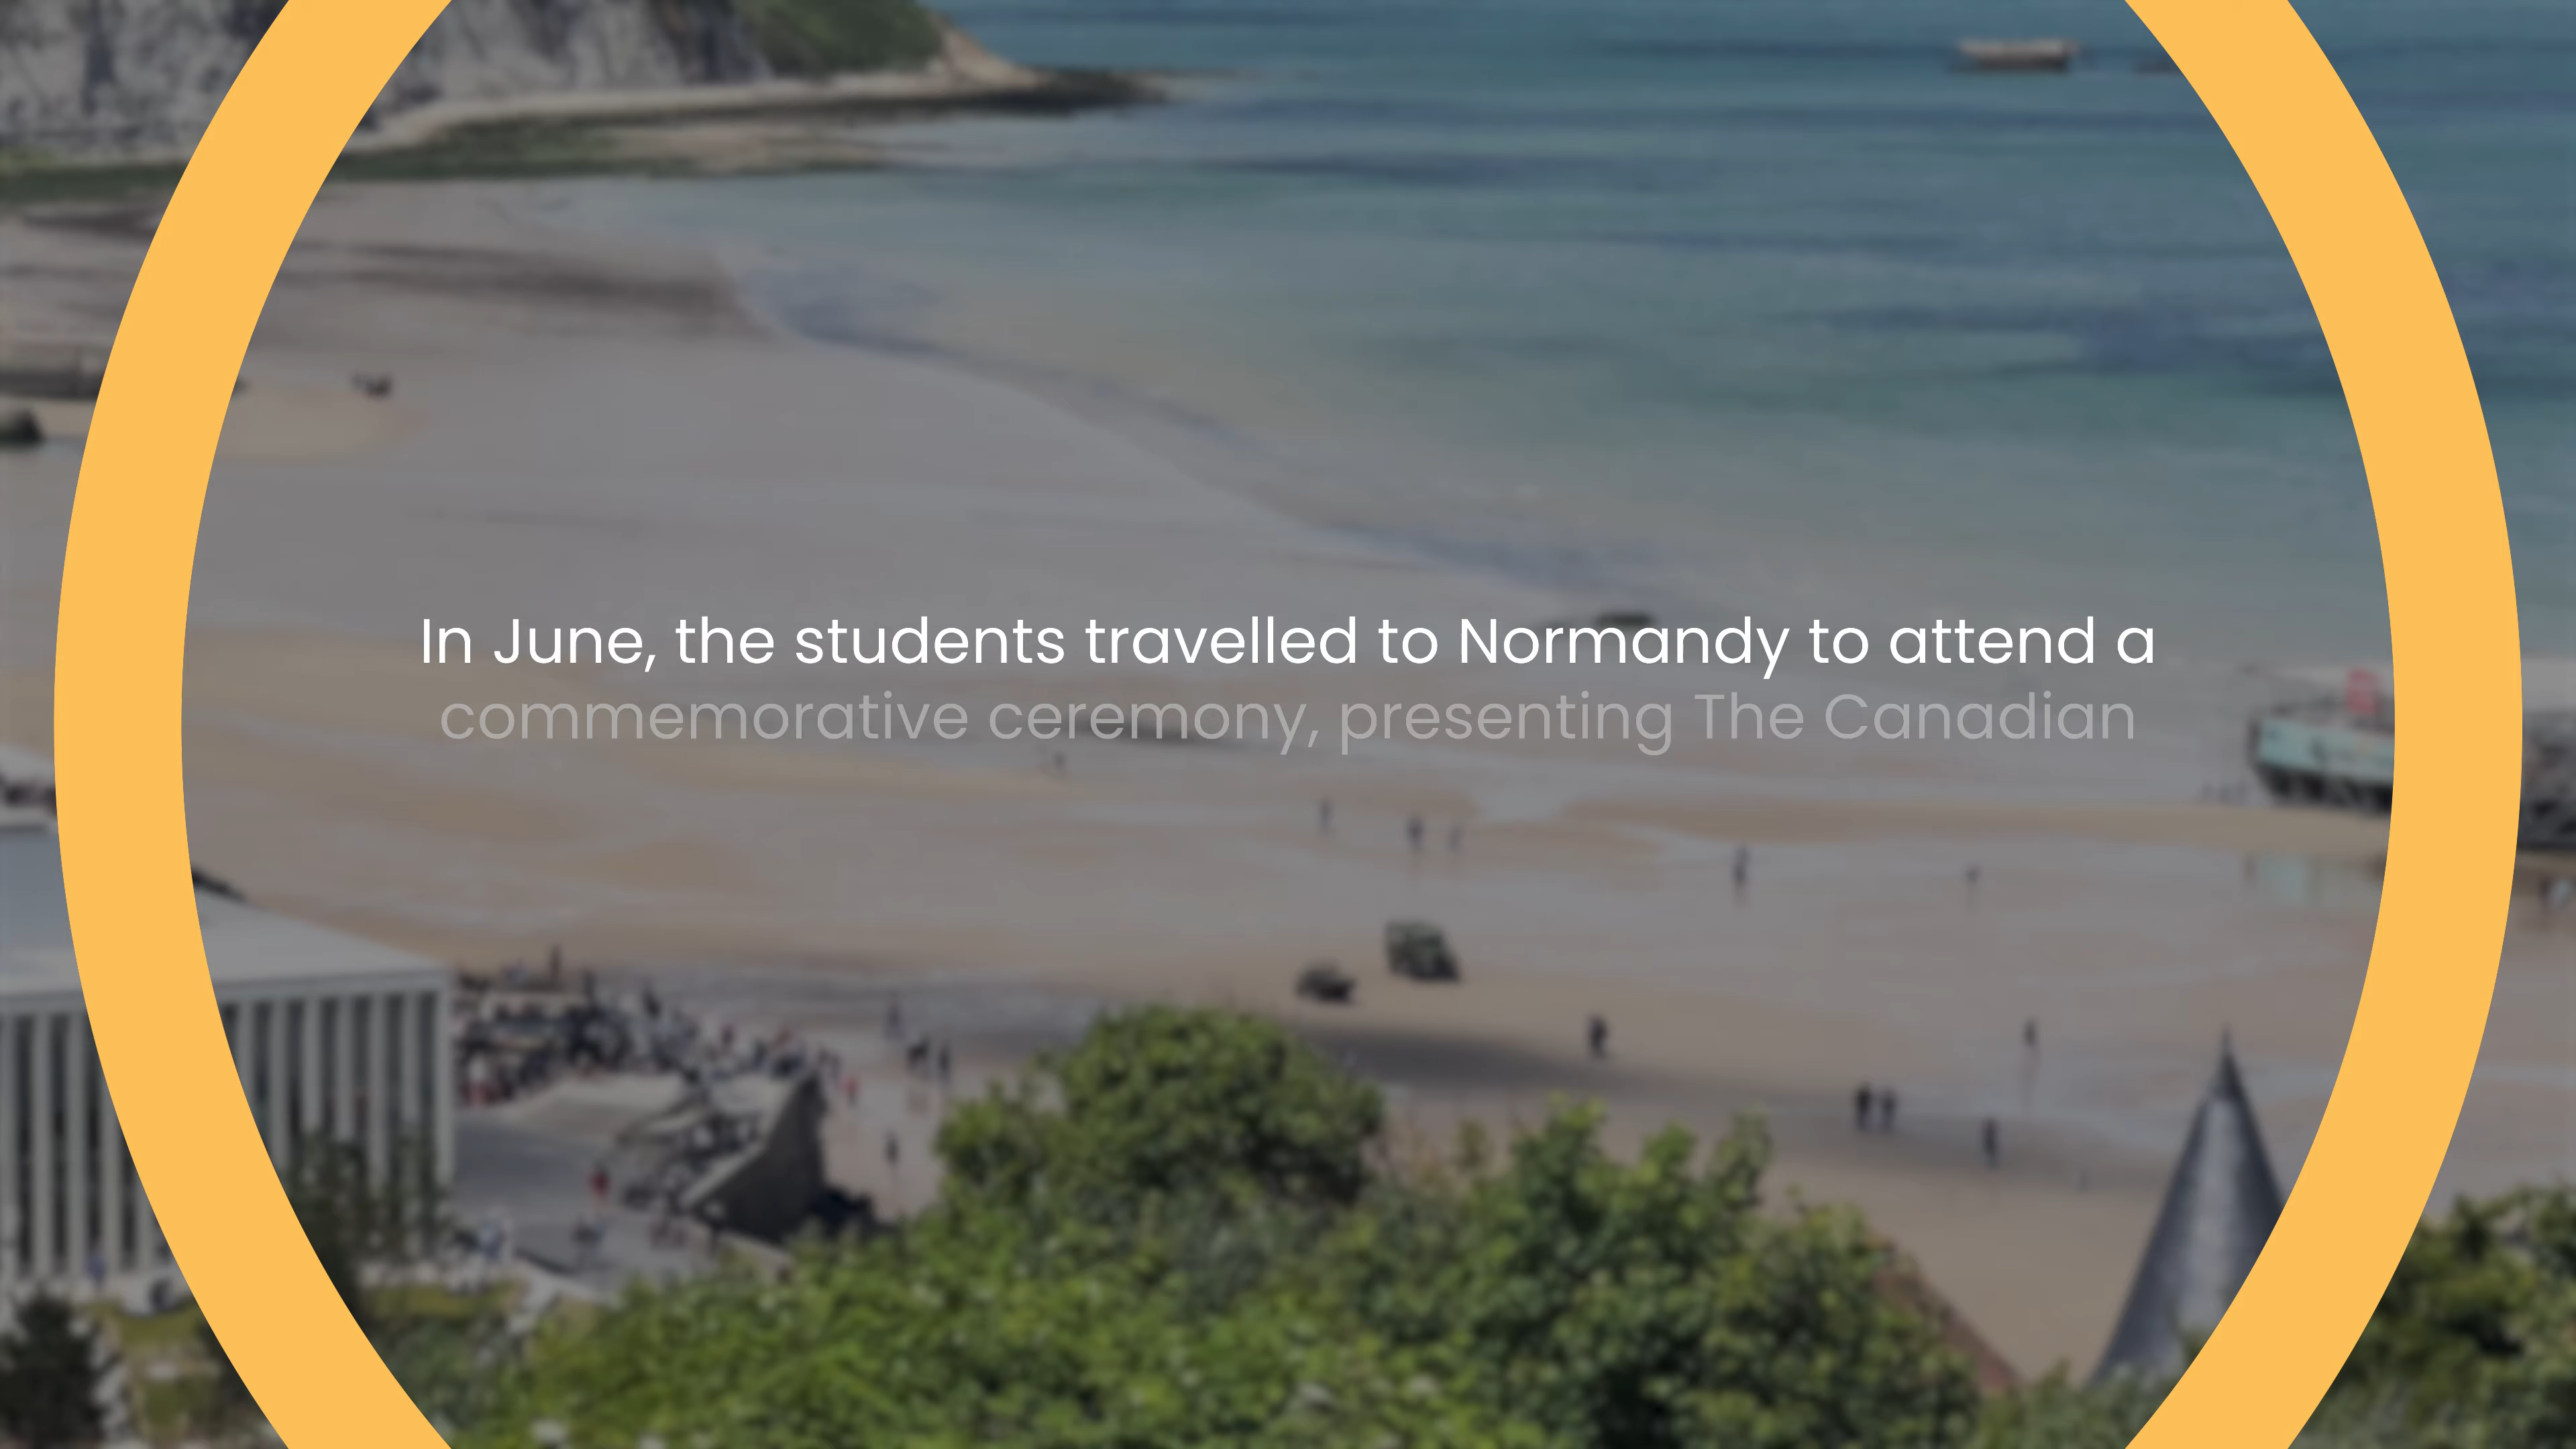 In June, the students travelled to Normandy to attend a
commemorative ceremony, presenting The Canadian